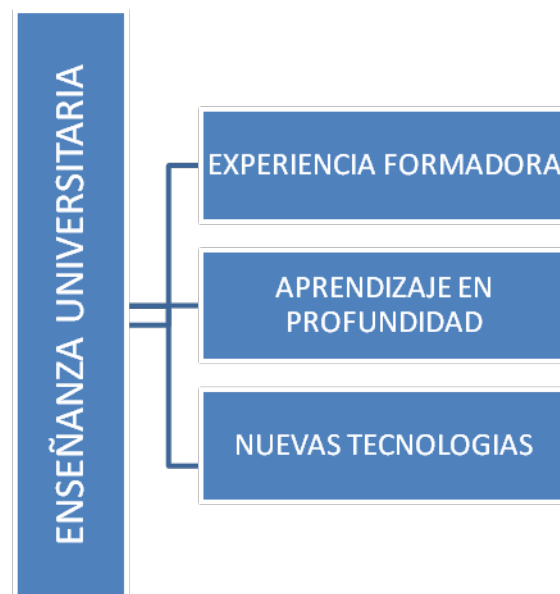 ENSEÑANZA UNIVERSITARIA
EXPERIENCIA FORMADORA
APRENDIZAJE EN
PROFUNDIDAD
NUEVAS TECNOLOGIAS